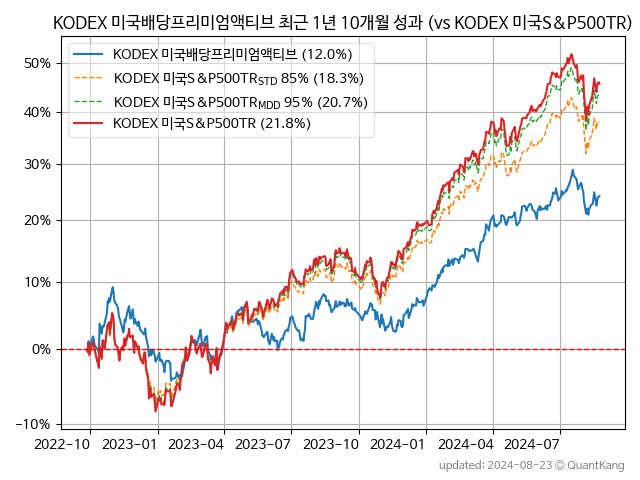 KODEX 미국배당프리미엄액티브 최근 1년 10개월 성과 (vs KODEX 미국S&P500TR)
KODEX 미국배당프리미엄액티브 (12.0%)
KODEX 미국S&P500TR_STD 85% (18.3%)
KODEX 미국S&P500TR_MDD 95% (20.7%)
KODEX 미국S&P500TR (21.8%)
50%
40%
30%
20%
10%
0%
−10%
2022-10 2023-01 2023-04 2023-07 2023-10 2024-01 2024-04 2024-07
updated: 2024-08-23 © QuantKang